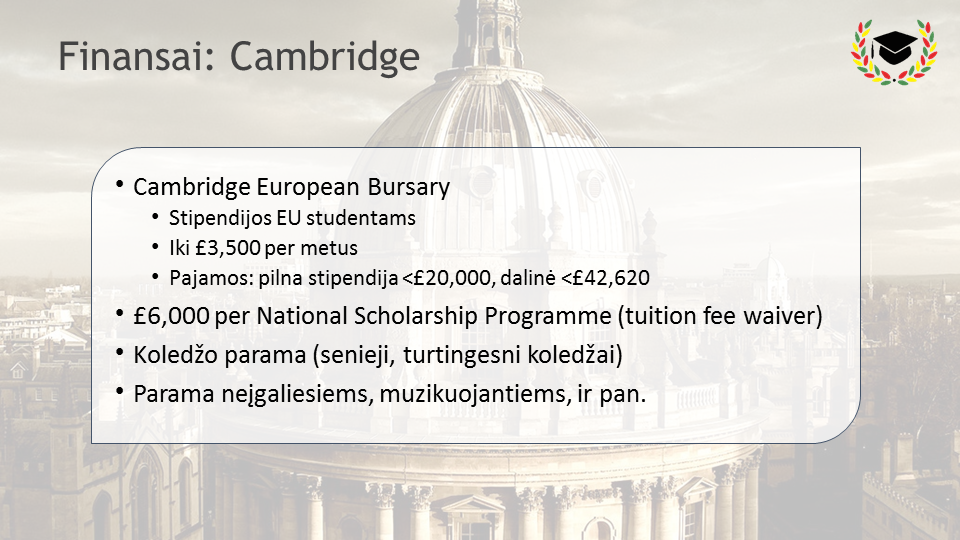 Finansai: Cambridge
• Cambridge European Bursary
• Stipendijos EU studentams
• Iki £3,500 per metus
• Pajamos: pilna stipendija <£20,000, dalinė <£42,620
• £6,000 per National Scholarship Programme (tuition fee waiver)
• Koledžo parama (senieji, turtingesni koledžai)
• Parama neįgaliesiems, muzikuojantiems, ir pan.